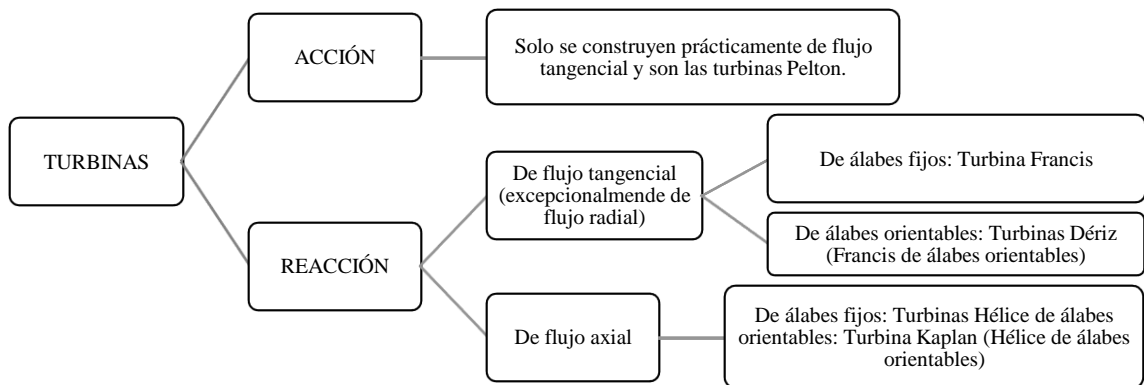 TURBINAS
ACCIÓN
Solo se construyen prácticamente de flujo
tangencial y son las turbinas Pelton.
REACCIÓN
De flujo tangencial
(excepcionalmende de
flujo radial)
De álabes fijos: Turbina Francis
De álabes orientables: Turbinas Dériz
(Francis de álabes orientables)
De flujo axial
De álabes fijos: Turbinas Hélice de álabes
orientables: Turbina Kaplan (Hélice de álabes
orientables)